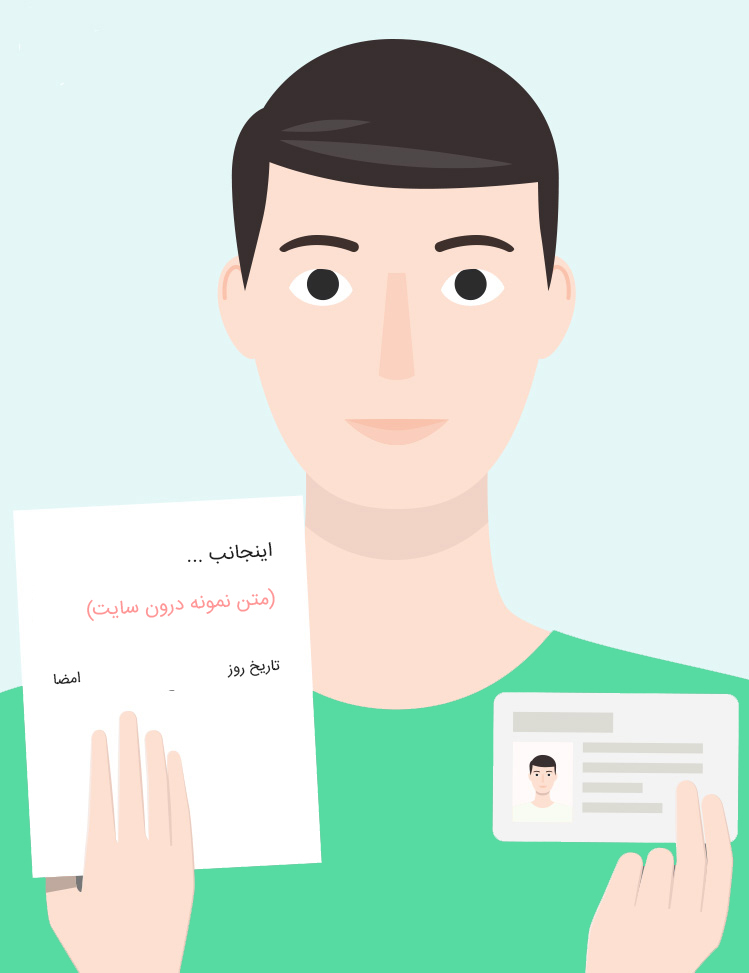 اینجانب ...
(متن نمونه درون سایت)
تاریخ روز امضا